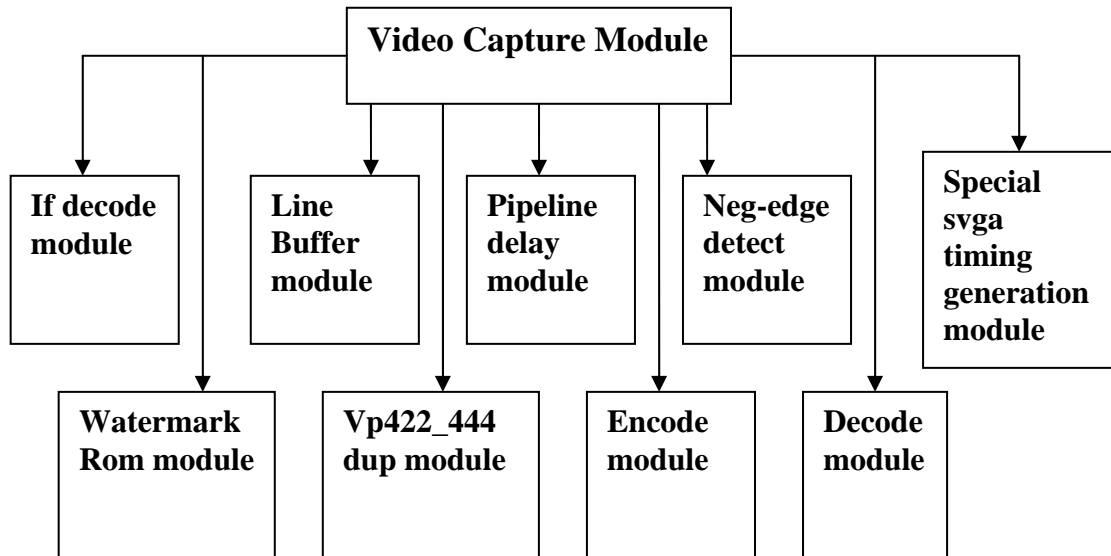 Video Capture Module
If decode
module
Line
Buffer
module
Pipeline
delay
module
Neg-edge
detect
module
Special
svga
timing
generation
module
Watermark
Rom module
Vp422_444
dup module
Encode
module
Decode
module